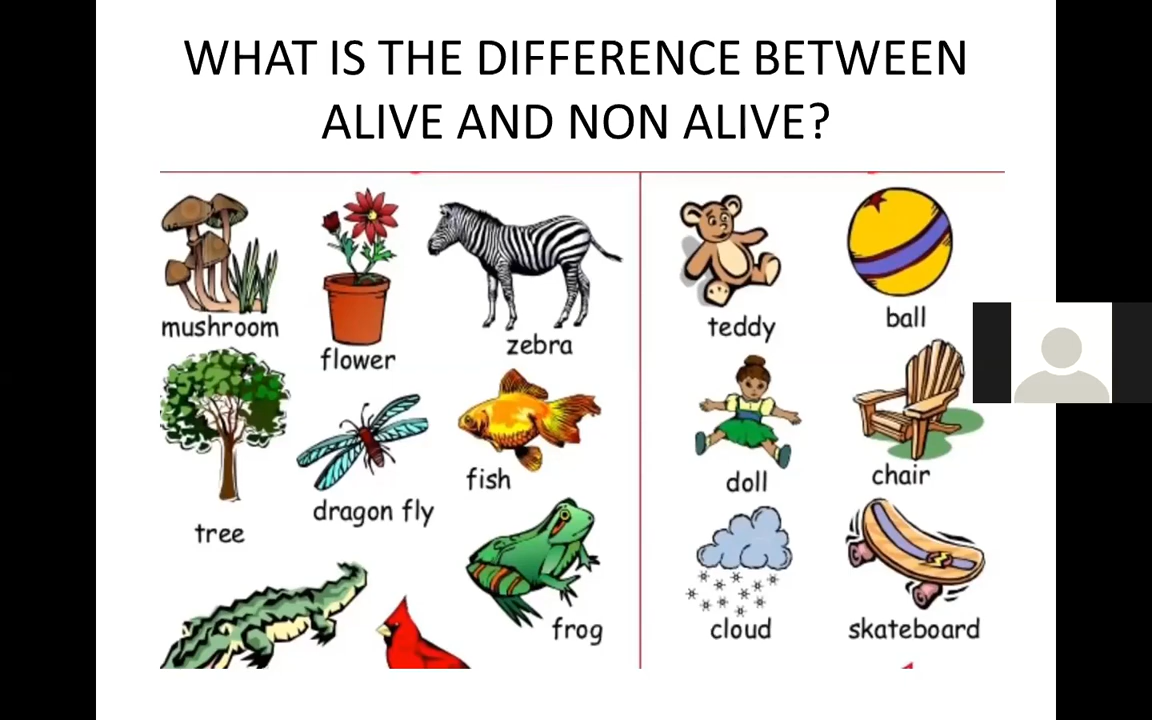 WHAT IS THE DIFFERENCE BETWEEN
ALIVE AND NON ALIVE?
mushroom
flower
zebra
tree
dragon fly
fish
frog
teddy
ball
doll
chair
cloud
skateboard